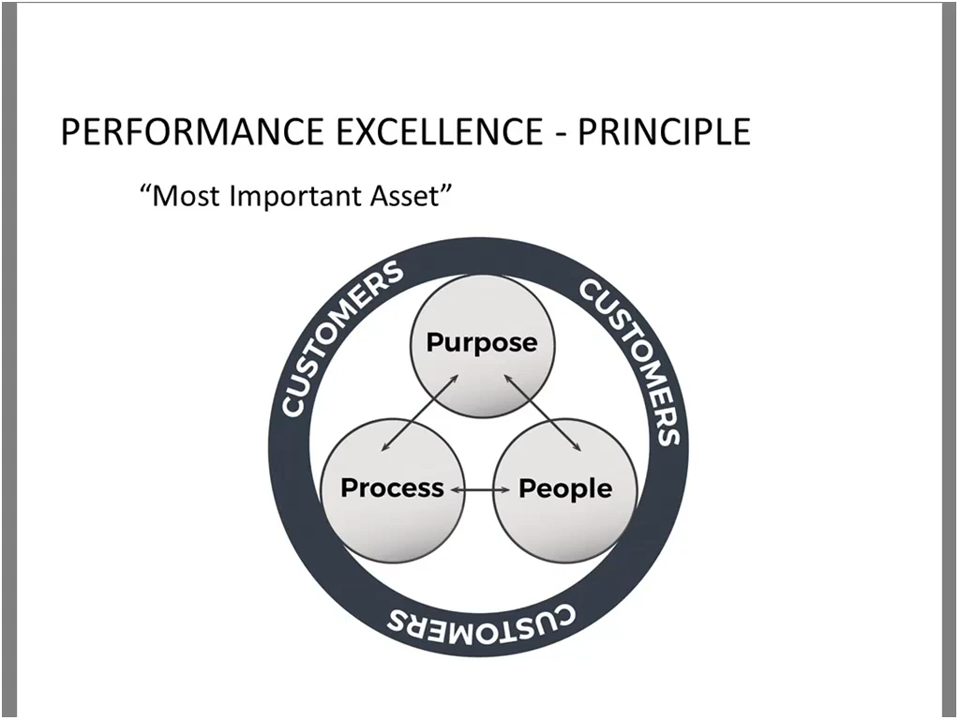 PERFORMANCE EXCELLENCE - PRINCIPLE
“Most Important Asset”
CUSTOMERS
CUSTOMERS
Purpose
Process
People
CUSTOMERS